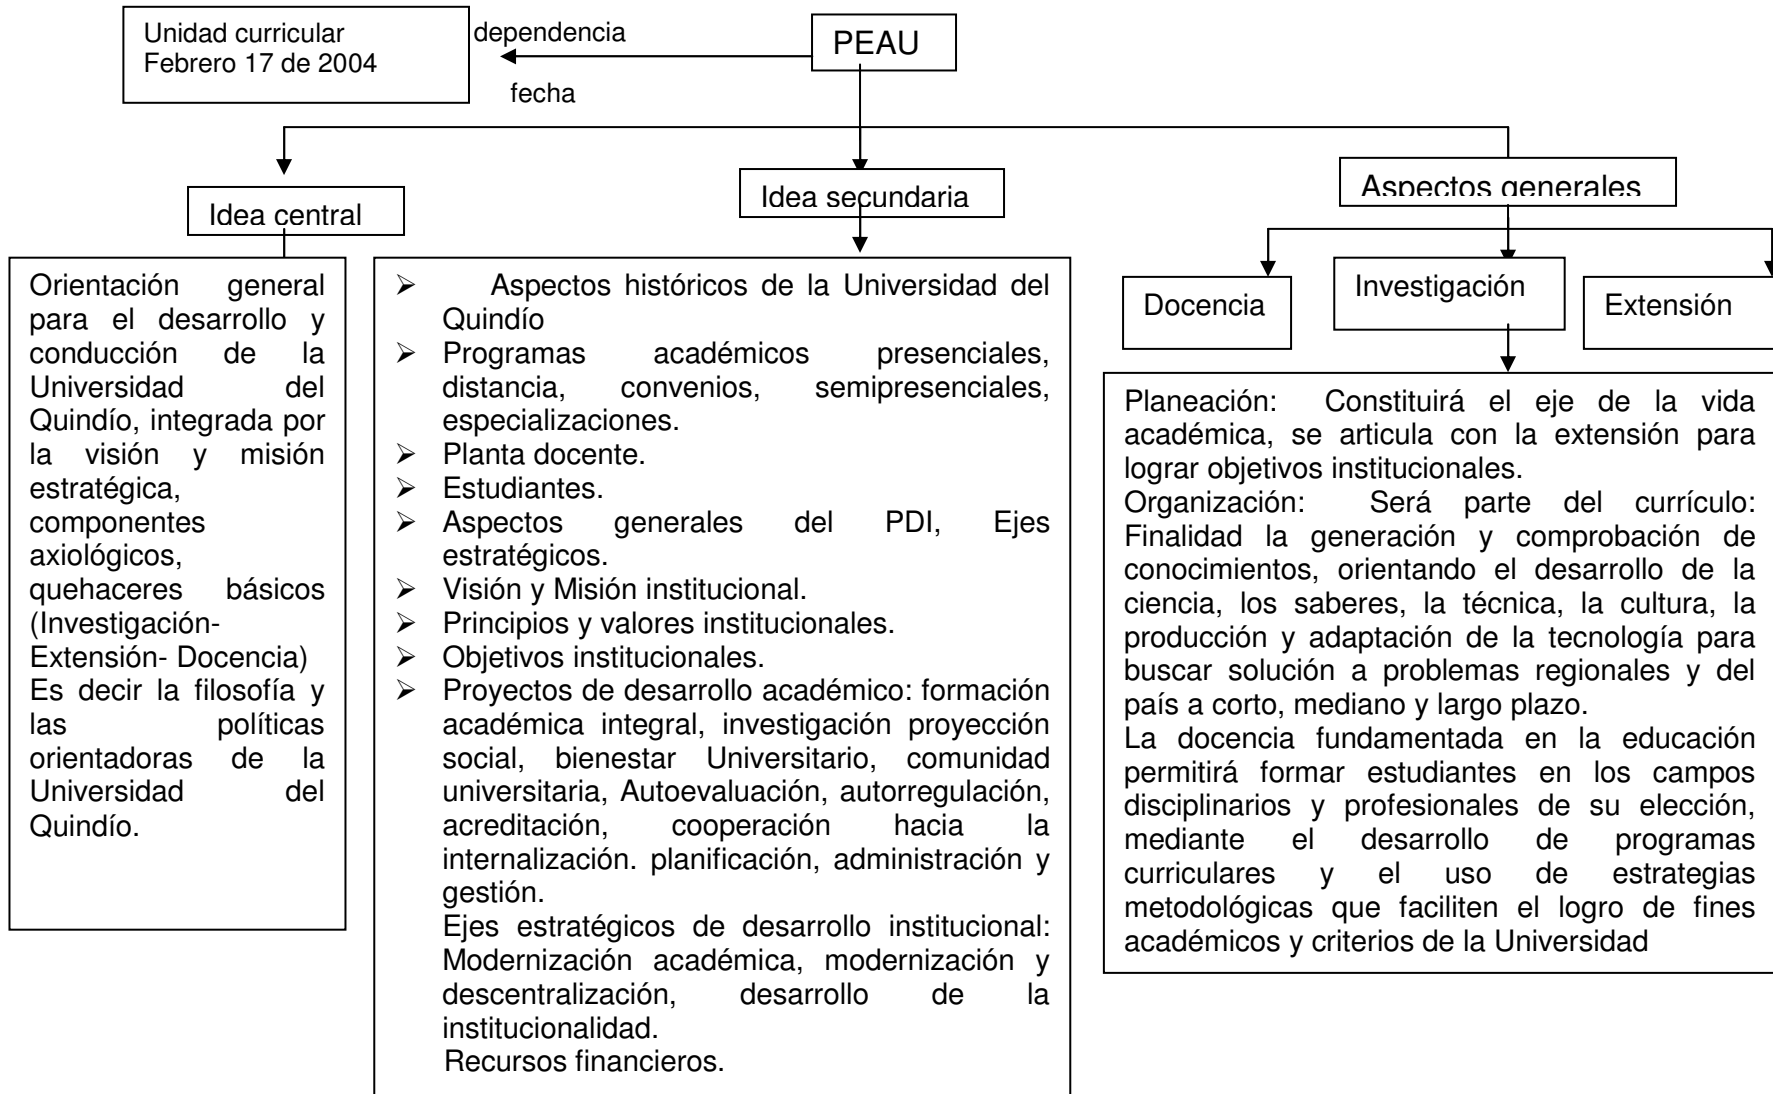 Unidad curricular
Febrero 17 de 2004
dependencia
fecha
PEAU
Idea central
Idea secundaria
Aspectos generales
Orientación general
para el desarrollo y
conducción de la
Universidad del
Quindío, integrada por
la visión y misión
estratégica,
componentes
axiológicos,
quehaceres básicos
(Investigación-
Extensión- Docencia)
Es decir la filosofía y
las políticas
orientadoras de la
Universidad del
Quindío.
➢ Aspectos históricos de la Universidad del
Quindío
➢ Programas académicos presenciales,
distancia, convenios, semipresenciales,
especializaciones.
➢ Planta docente.
➢ Estudiantes.
➢ Aspectos generales del PDI, Ejes
estratégicos.
➢ Visión y Misión institucional.
➢ Principios y valores institucionales.
➢ Objetivos institucionales.
➢ Proyectos de desarrollo académico: formación
académica integral, investigación proyección
social, bienestar Universitario, comunidad
universitaria, Autoevaluación, autorregulación,
acreditación, cooperación hacia la
internalización. planificación, administración y
gestión.
Ejes estratégicos de desarrollo institucional:
Modernización académica, modernización y
descentralización, desarrollo de la
institucionalidad.
Recursos financieros.
Docencia
Investigación
Extensión
Planeación: Constituirá el eje de la vida
académica, se articula con la extensión para
lograr objetivos institucionales.
Organización: Será parte del currículo:
Finalidad la generación y comprobación de
conocimientos, orientando el desarrollo de la
ciencia, los saberes, la técnica, la cultura, la
producción y adaptación de la tecnología para
buscar solución a problemas regionales y del
país a corto, mediano y largo plazo.
La docencia fundamentada en la educación
permitirá formar estudiantes en los campos
disciplinarios y profesionales de su elección,
mediante el desarrollo de programas
curriculares y el uso de estrategias
metodológicas que faciliten el logro de fines
académicos y criterios de la Universidad